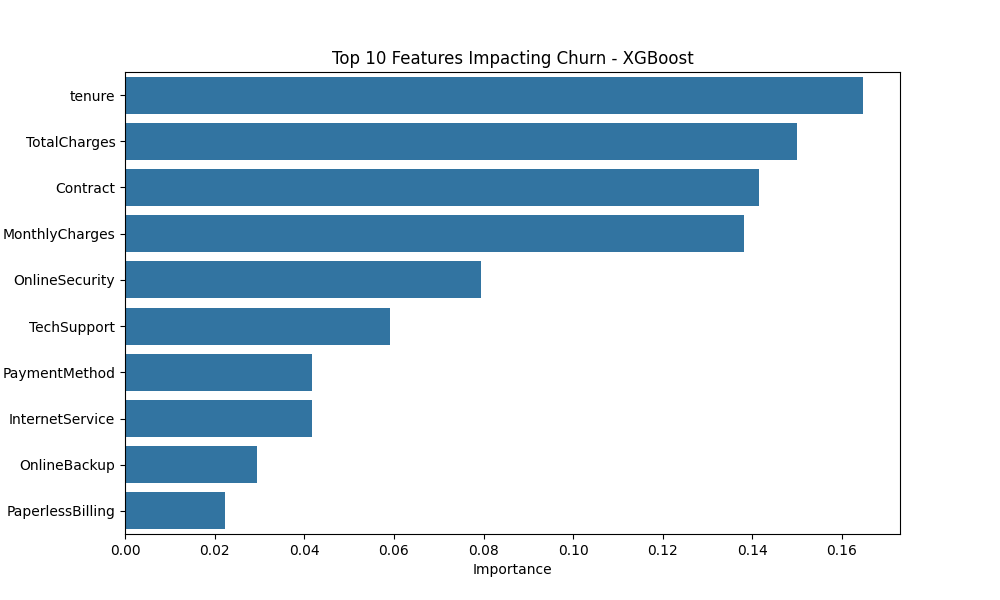 Top 10 Features Impacting Churn - XGBoost
tenure
TotalCharges
Contract
MonthlyCharges
OnlineSecurity
TechSupport
PaymentMethod
InternetService
OnlineBackup
PaperlessBilling
0.00 0.02 0.04 0.06 0.08 0.10 0.12 0.14 0.16
Importance